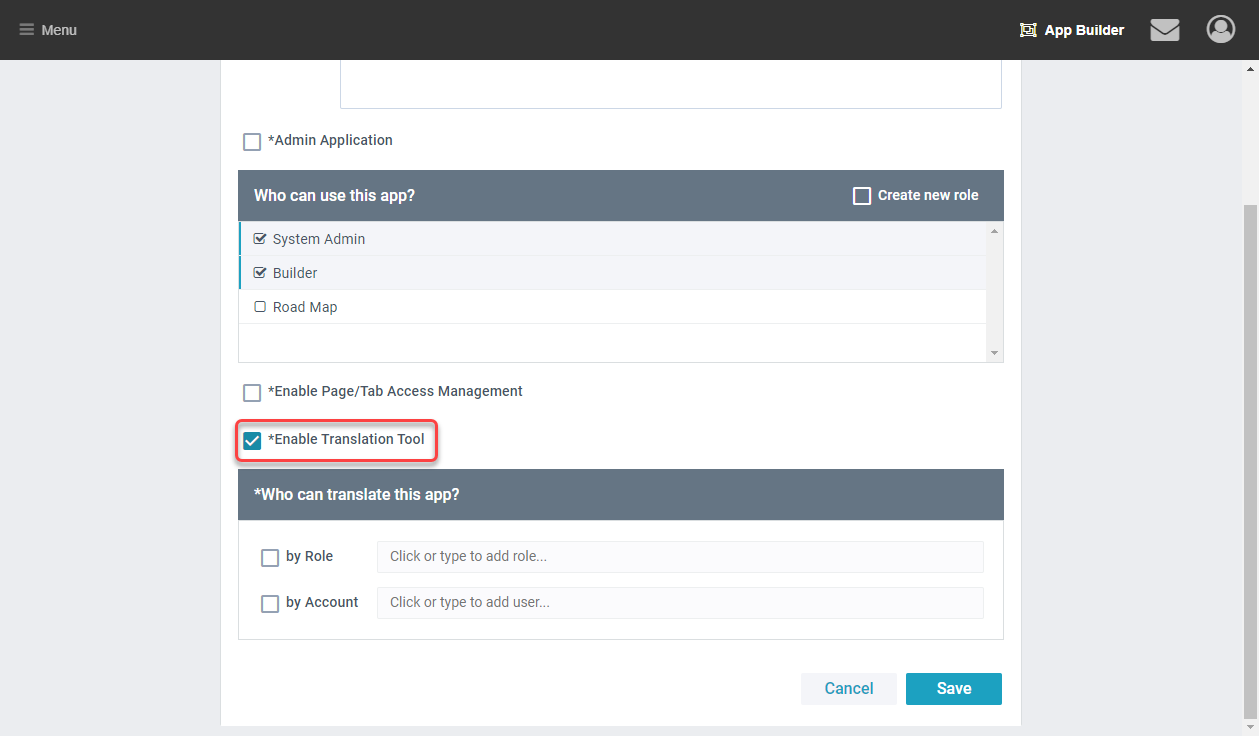 Menu
App Builder
*Admin Application
Who can use this app?
Create new role
System Admin
Builder
Road Map
*Enable Page/Tab Access Management
*Enable Translation Tool
*Who can translate this app?
by Role
Click or type to add role...
by Account
Click or type to add user...
Cancel
Save